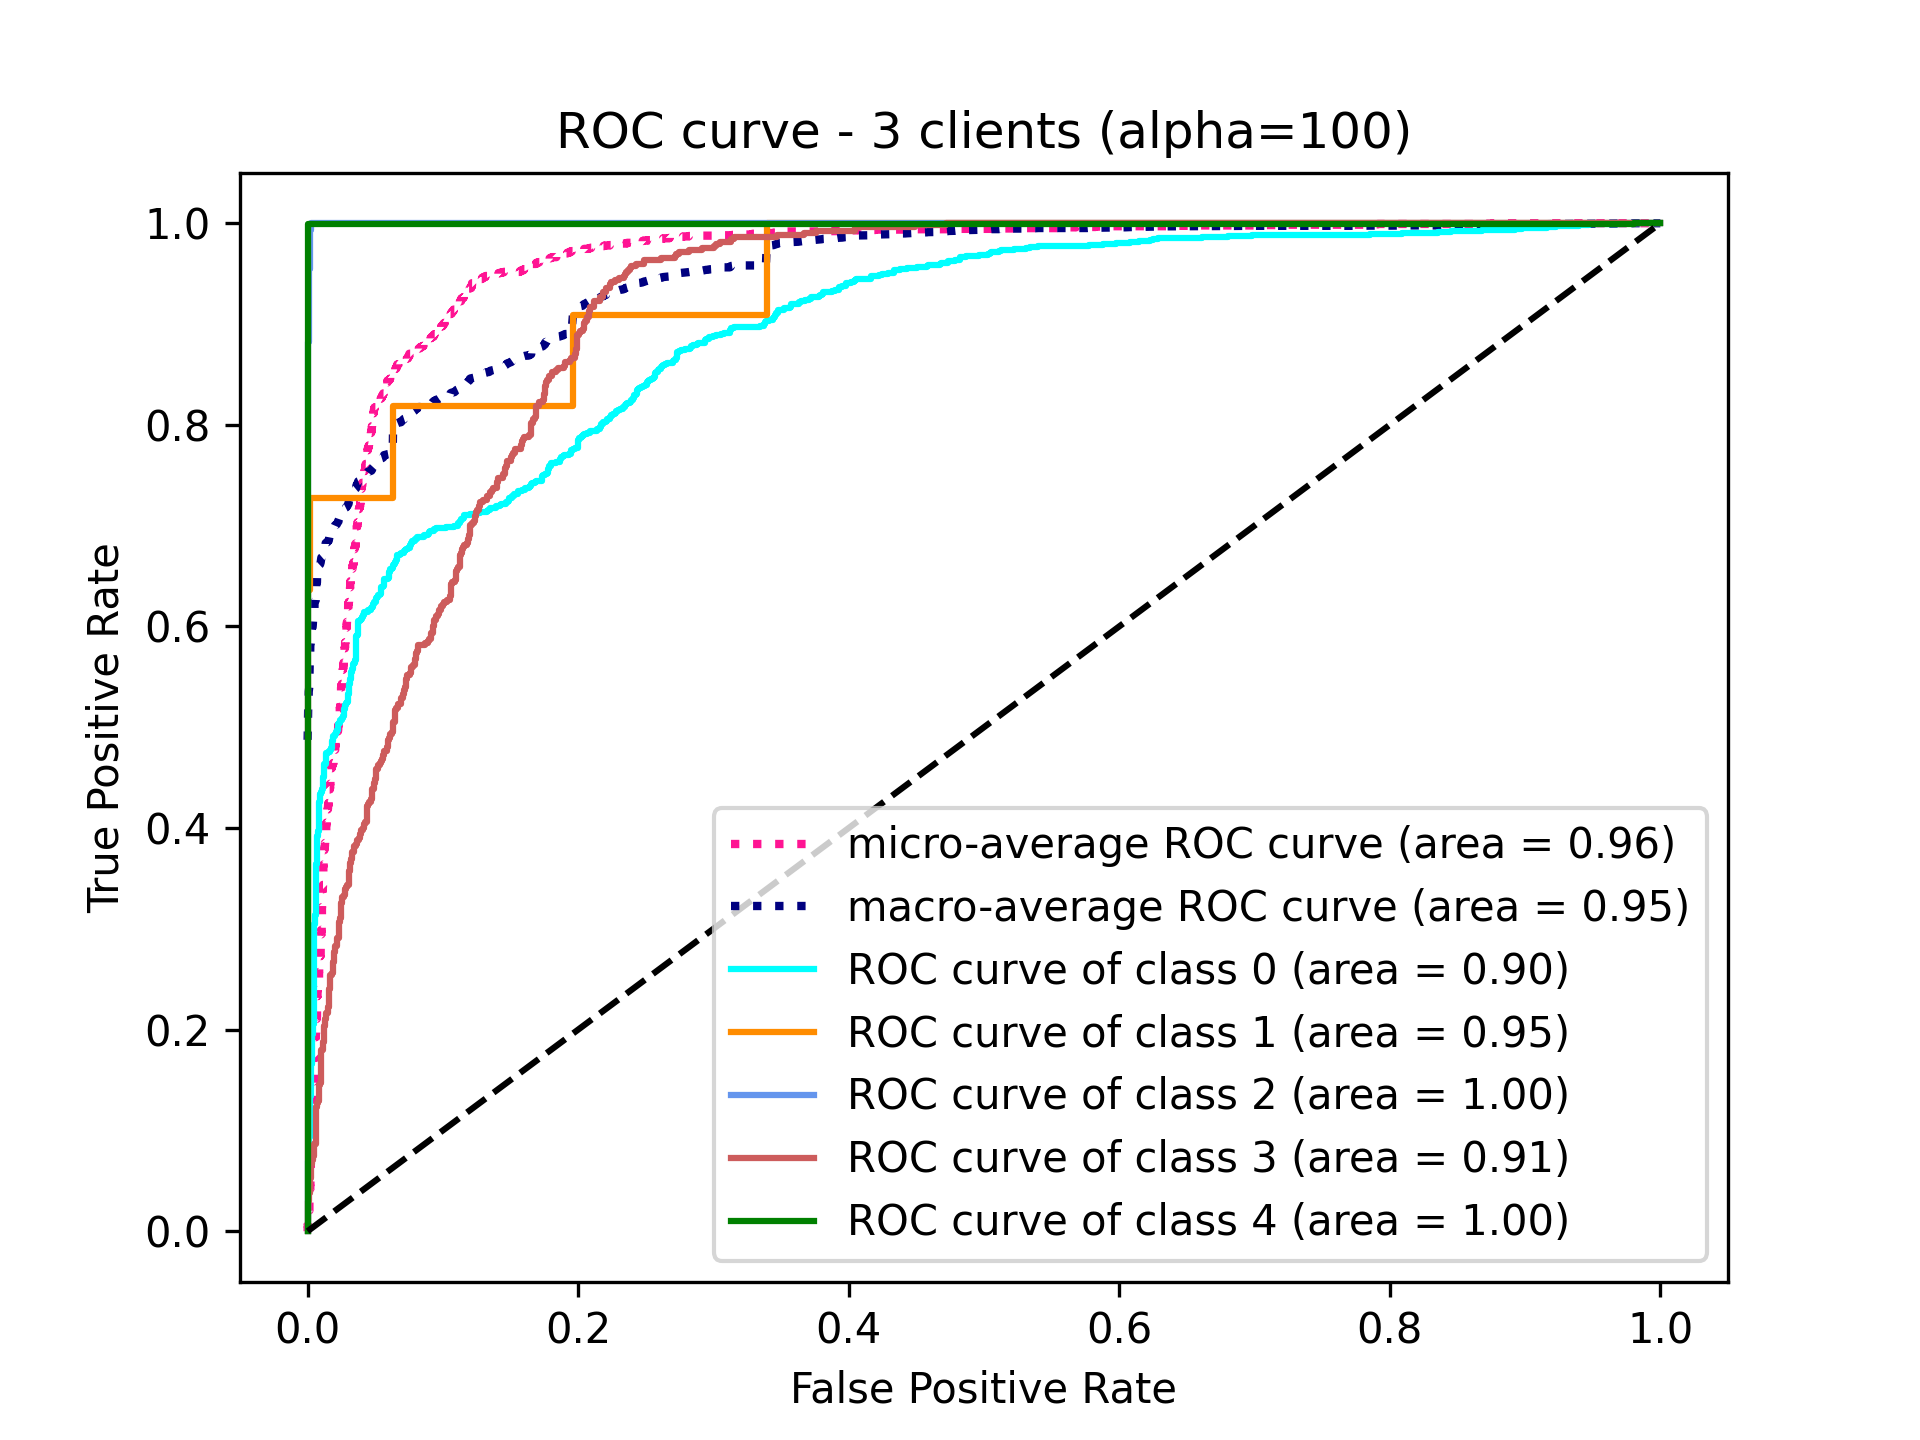 ROC curve - 3 clients (alpha=100)
1.0
0.8
0.6
0.4
0.2
0.0
True Positive Rate
micro-average ROC curve (area = 0.96)
macro-average ROC curve (area = 0.95)
ROC curve of class 0 (area = 0.90)
ROC curve of class 1 (area = 0.95)
ROC curve of class 2 (area = 1.00)
ROC curve of class 3 (area = 0.91)
ROC curve of class 4 (area = 1.00)
0.0 0.2 0.4 0.6 0.8 1.0
False Positive Rate